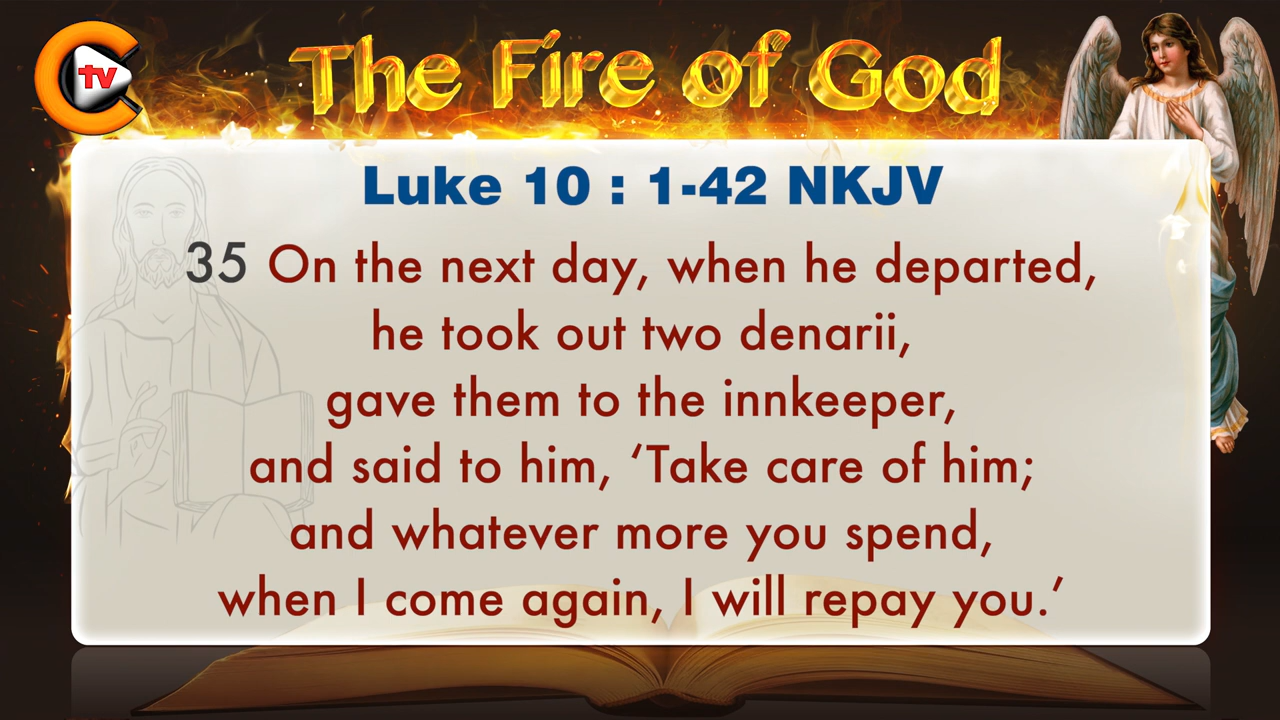 tv
The Fire of God
Luke 10 : 1-42 NKJV
35 On the next day, when he departed,
he took out two denarii,
gave them to the innkeeper,
and said to him, ‘Take care of him;
and whatever more you spend,
when I come again, I will repay you.’